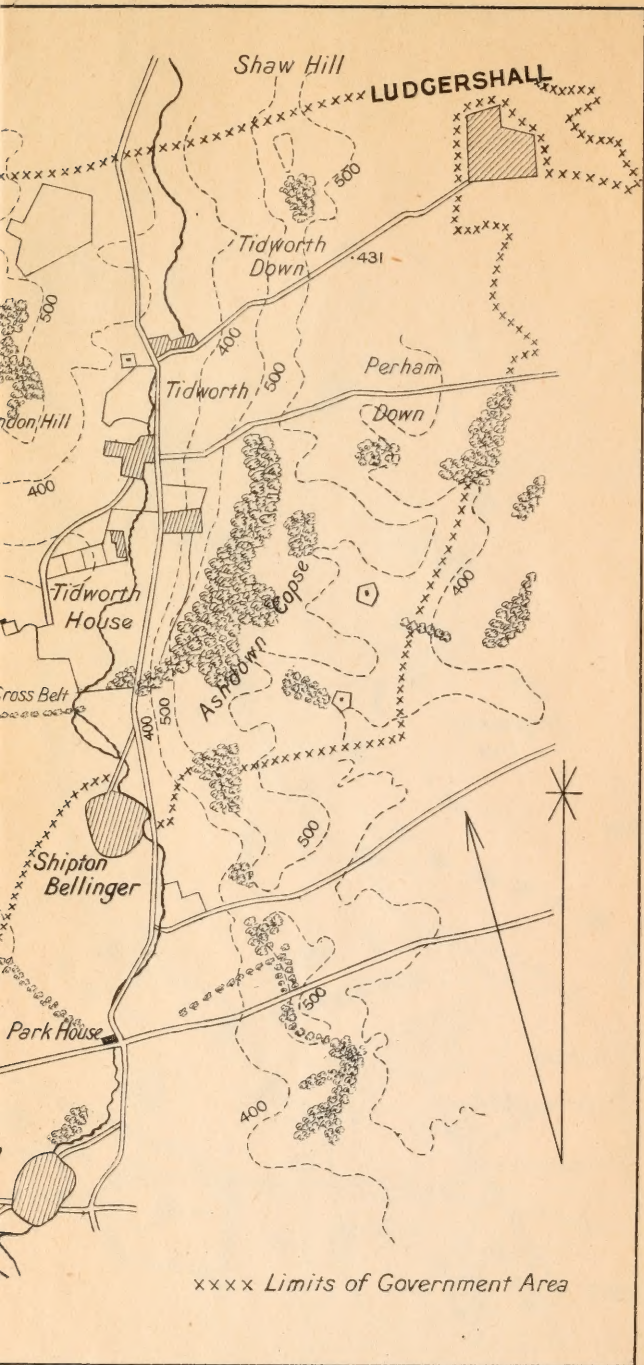 Shaw Hill
LUDGERSHALL
500
Tidworth
Down
.431
500
400
Perham
500
Tidworth
Down
400
400
Tidworth
House
Copse
Ashdown
Cross Belt
400
500
500
Shipton
Bellinger
500
Park House
400
xxxx Limits of Government Area